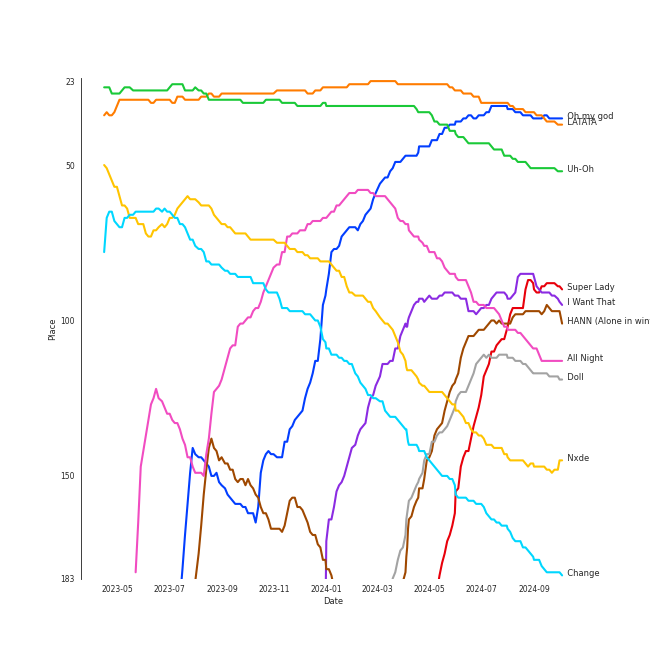 23
50
100
150
183
Place
2023-05
2023-07
2023-09
2023-11
2024-01
2024-03
2024-05
2024-07
2024-09
Date
Oh my god
LATATA
Uh-Oh
Super Lady
I Want That
HANN (Alone in win
All Night
Doll
Nxde
Change